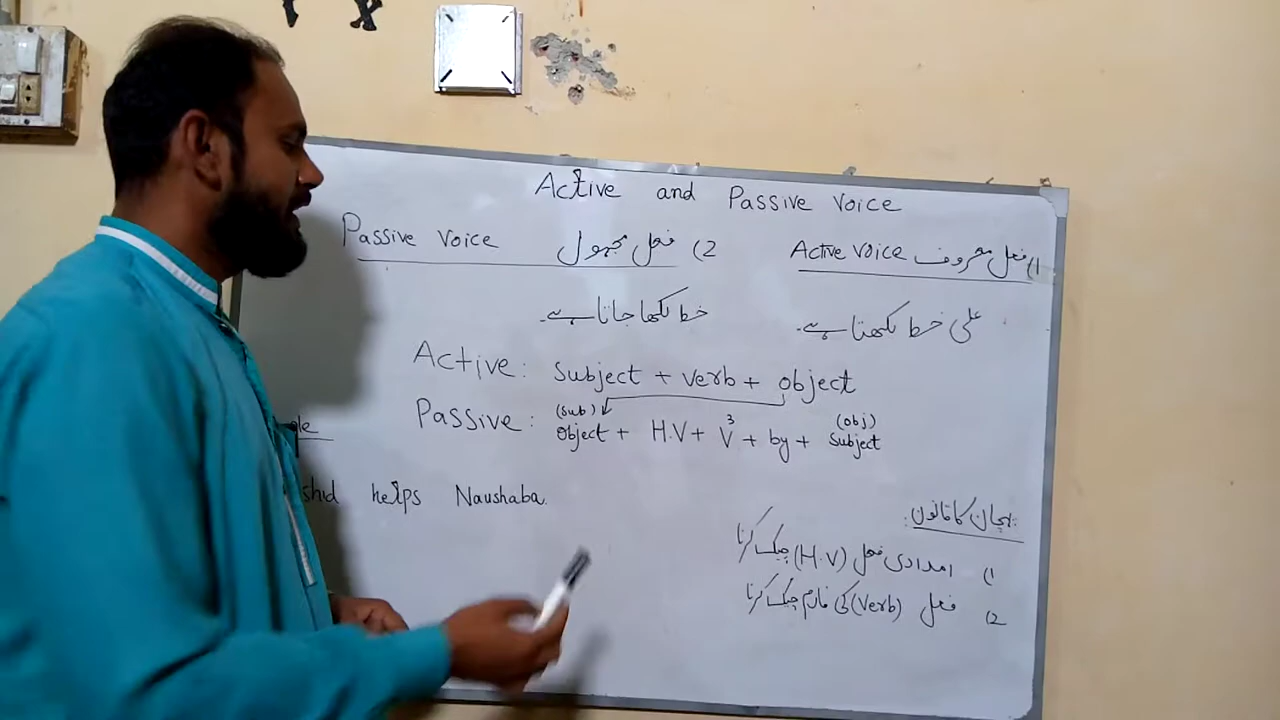 Active and Passive Voice
1) فعل معروف Active Voice
2) فعل مجہول Passive Voice
علی خط لکھتا ہے۔
خط لکھا جاتا ہے۔
Active: Subject + verb + object
Passive: (sub) object + H.V + V3 + by + (obj) Subject
shid helps Naushaba.
پہچان کا قانون:
1) امدادی فعل (H.V) چیک کرنا
2) فعل (Verb) کی فارم چیک کرنا